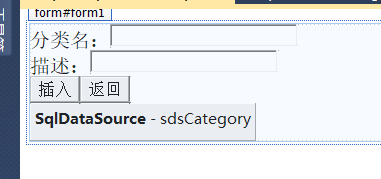 form#form1
分类名：
描述：
插入 返回
SqlDataSource - sdsCategory